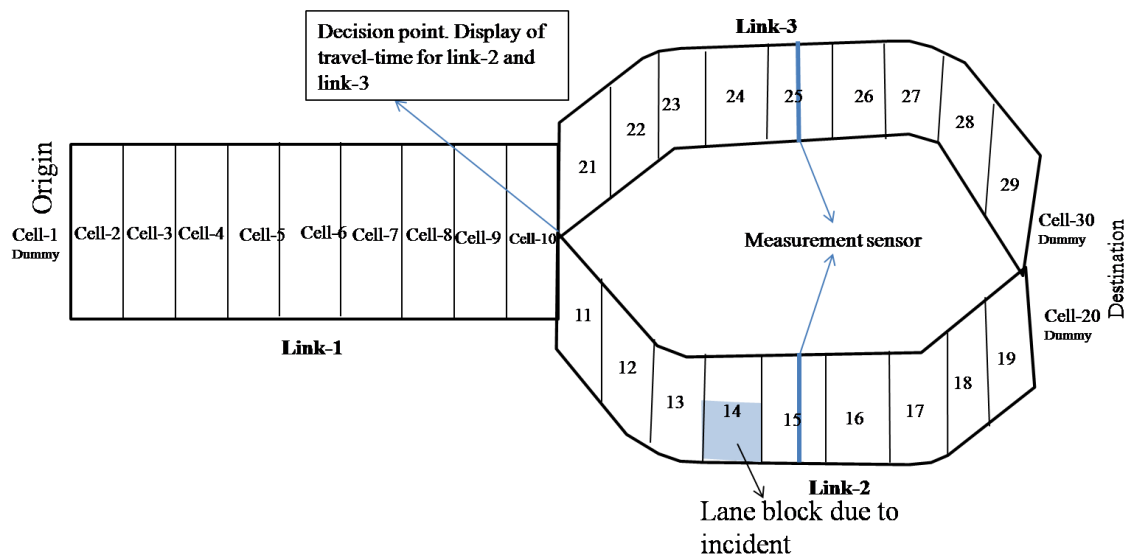 Decision point. Display of
travel-time for link-2 and
link-3
Link-3
21
22
23
24
25
26
27
28
29
Origin
Cell-1
Dummy
Cell-2
Cell-3
Cell-4
Cell-5
Cell-6
Cell-7
Cell-8
Cell-9
Cell-10
Link-1
Measurement sensor
Cell-30
Dummy
Destination
Cell-20
Dummy
11
12
13
14
15
16
17
18
19
Link-2
Lane block due to
incident